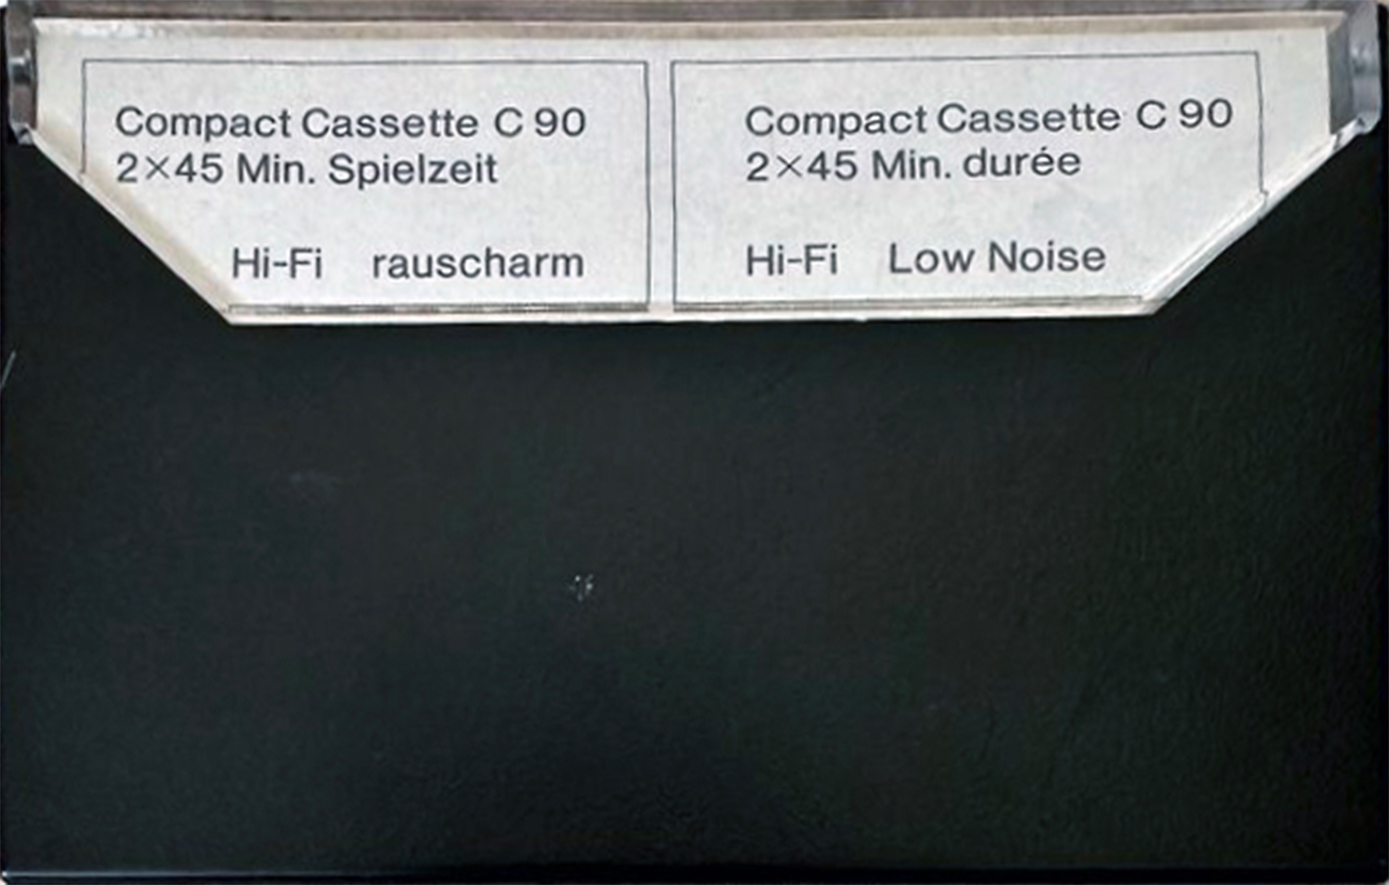 Compact Cassette C 90
2×45 Min. Spielzeit
Hi-Fi rauscharm
Compact Cassette C 90
2×45 Min. durée
Hi-Fi Low Noise